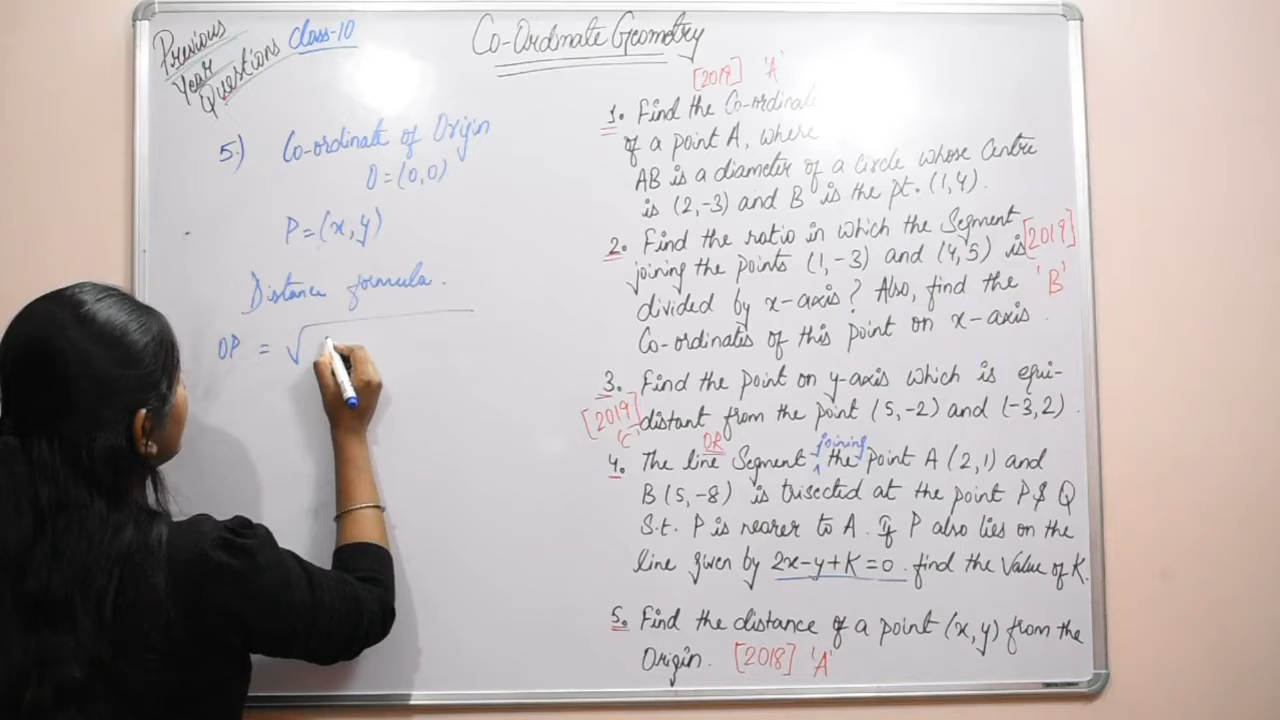 Previous
Year
Questions
Class-10
Co-Ordinate Geometry
5.) Co-ordinate of Origin
O = (0,0)
P = (x, y)
Distance formula.
OP = √
[2019] 'A'
1. Find the Co-ordinate
of a point A, where
AB is a diameter of a Circle whose Centre
is (2,-3) and B is the pt. (1,4).
2. Find the ratio in which the Segment [2019]
joining the points (1,-3) and (4,5) is
divided by x-axis? Also, find the 'B'
Co-ordinates of this point on x-axis.
3. Find the point on y-axis which is equi-
[2019] distant from the point (5,-2) and (-3,2).
'C' OR joining
4. The line Segment ^ the point A (2,1) and
B (5,-8) is trisected at the point P & Q
S.t. P is nearer to A. If P also lies on the
line given by 2x-y+K=0. find the Value of K.
5. Find the distance of a point (x,y) from the
Origin. [2018] 'A'